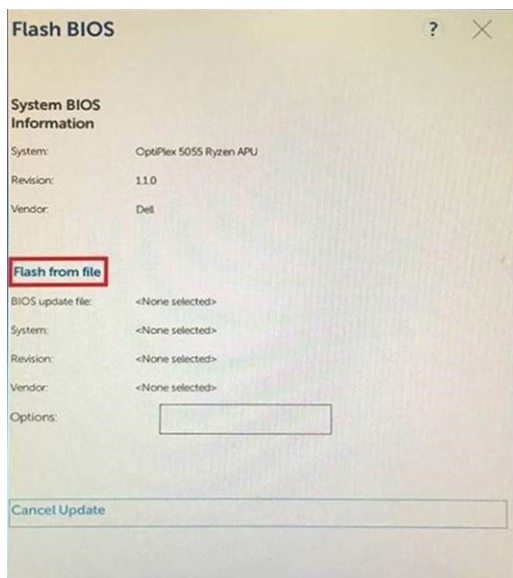 Flash BIOS ?
System BIOS
Information
System: OptiPlex 5055 Ryzen APU
Revision: 1.1.0
Vendor: Dell
Flash from file
BIOS update file: <None selected>
System: <None selected>
Revision: <None selected>
Vendor: <None selected>
Options:
Cancel Update